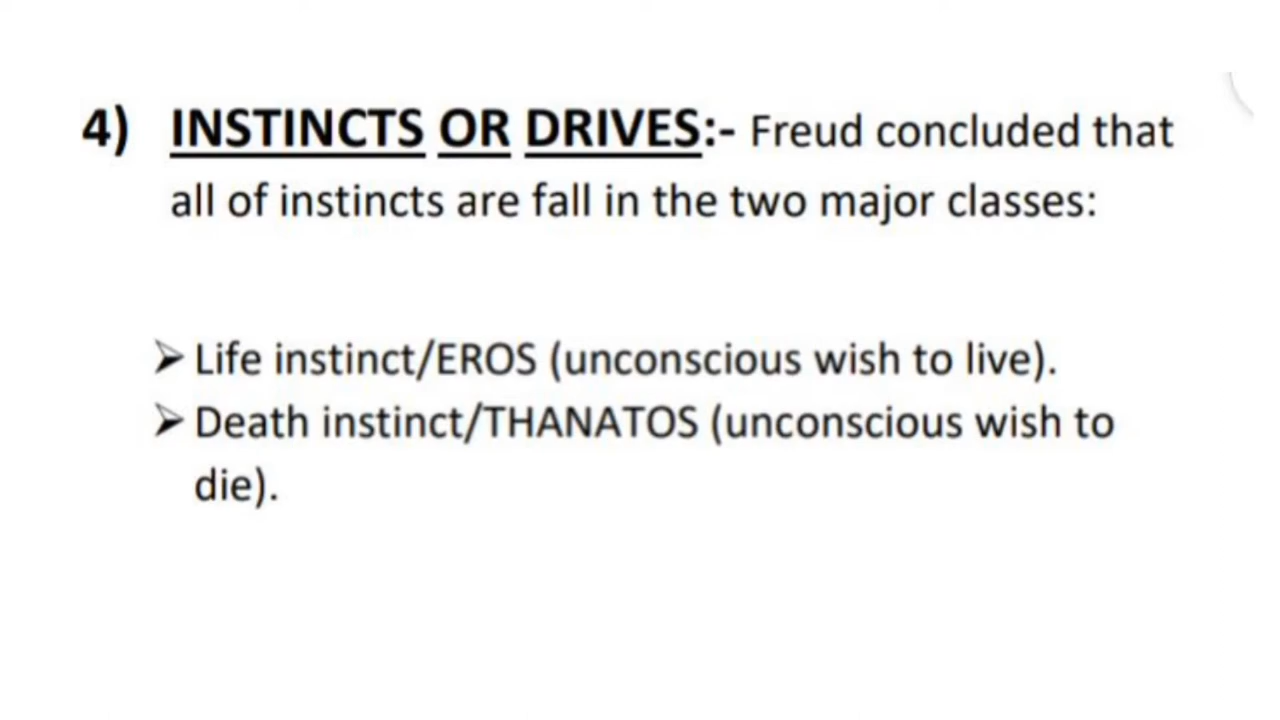 4) INSTINCTS OR DRIVES:- Freud concluded that
all of instincts are fall in the two major classes:
➢ Life instinct/EROS (unconscious wish to live).
➢ Death instinct/THANATOS (unconscious wish to
die).